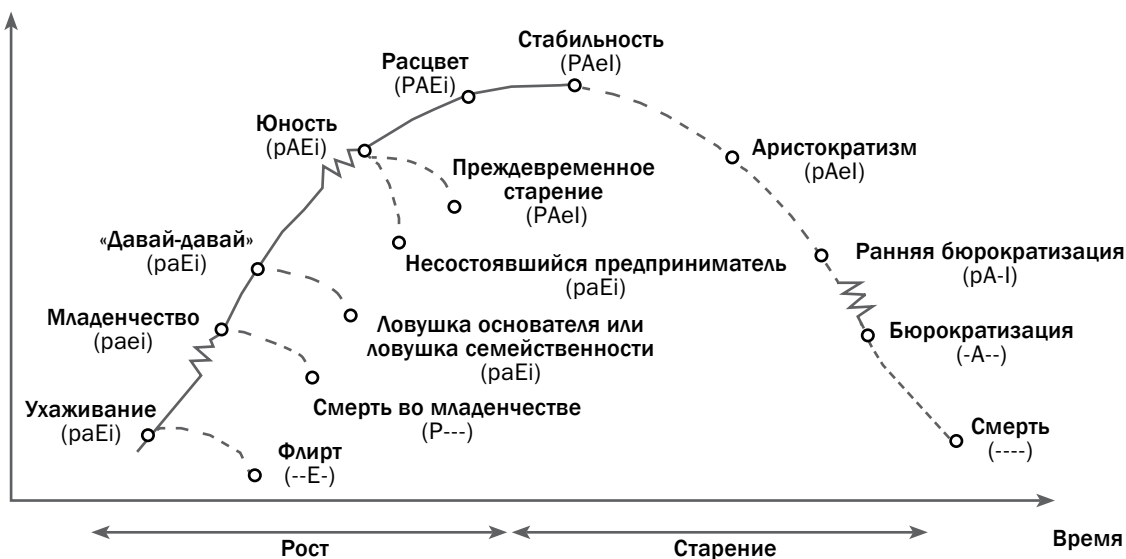 Стабильность
(PAeI)
Расцвет
(PAEi)
Юность
(pAEi)
Аристократизм
(pAeI)
Преждевременное
старение
(PAeI)
«Давай-давай»
(paEi)
Несостоявшийся предприниматель
(paEi)
Ранняя бюрократизация
(pA-I)
Младенчество
(paei)
Ловушка основателя или
ловушка семейственности
(paEi)
Бюрократизация
(-A--)
Ухаживание
(paEi)
Смерть во младенчестве
(P---)
Флирт
(--E-)
Смерть
(----)
Рост
Старение
Время